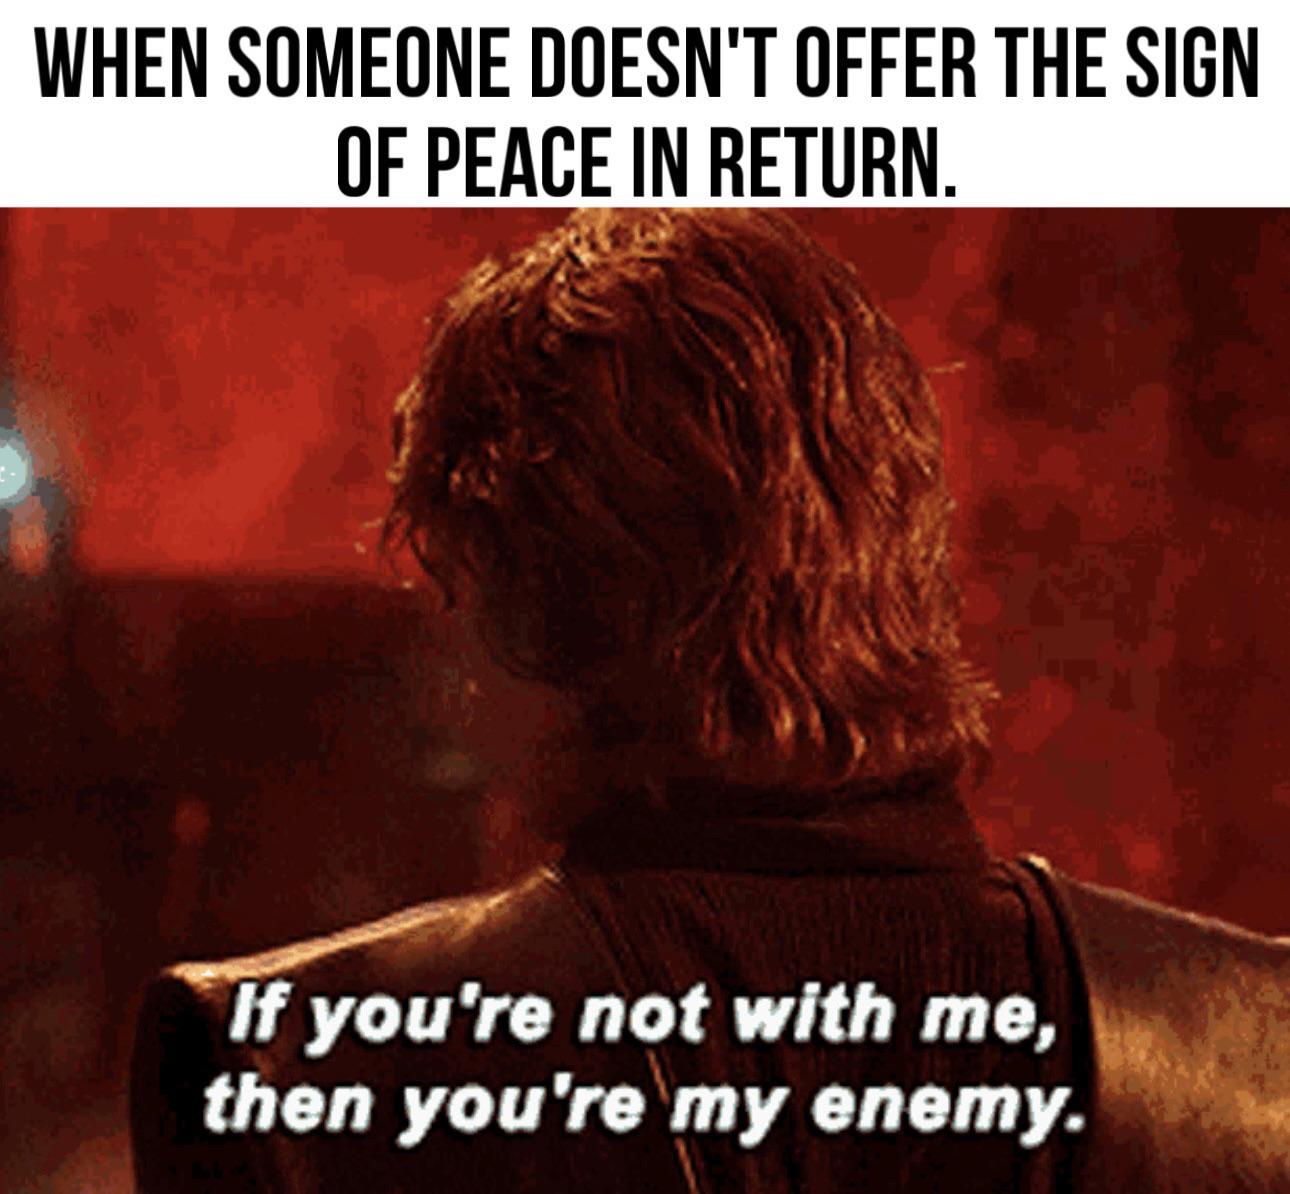 WHEN SOMEONE DOESN'T OFFER THE SIGN
OF PEACE IN RETURN.
If you're not with me,
then you're my enemy.